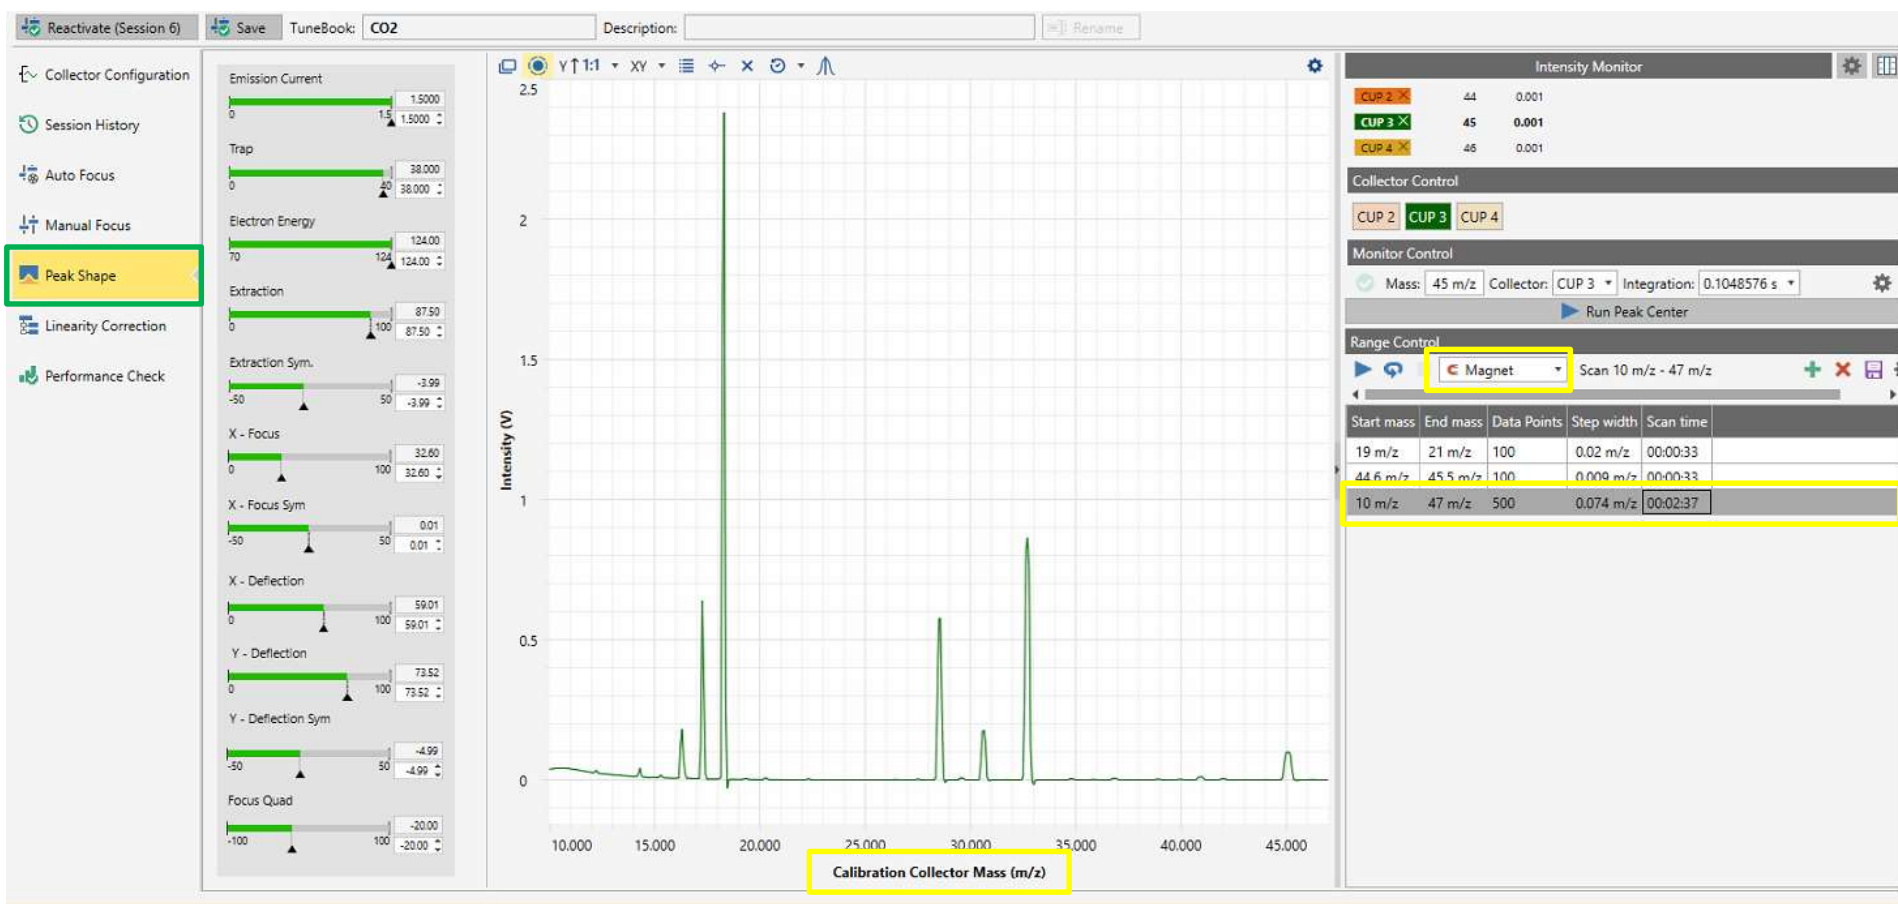 Reactivate (Session 6) Save TuneBook: CO2 Description: Rename
Collector Configuration
Session History
Auto Focus
Manual Focus
Peak Shape
Linearity Correction
Performance Check
Emission Current
1.5000
0 1.5 1.5000
Trap
38.000
0 40 38.000
Electron Energy
124.00
70 124 124.00
Extraction
87.50
0 100 87.50
Extraction Sym.
-3.99
-50 50 -3.99
X - Focus
32.60
0 100 32.60
X - Focus Sym
0.01
-50 50 0.01
X - Deflection
59.01
0 100 59.01
Y - Deflection
73.52
0 100 73.52
Y - Deflection Sym
-4.99
-50 50 -4.99
Focus Quad
-20.00
-100 100 -20.00
Y 1:1 XY
2.5
2
1.5
1
0.5
0
Intensity (V)
10.000 15.000 20.000 25.000 30.000 35.000 40.000 45.000
Calibration Collector Mass (m/z)
Intensity Monitor
CUP 2 44 0.001
CUP 3 45 0.001
CUP 4 46 0.001
Collector Control
CUP 2 CUP 3 CUP 4
Monitor Control
Mass: 45 m/z Collector: CUP 3 Integration: 0.1048576 s
Run Peak Center
Range Control
Magnet Scan 10 m/z - 47 m/z
Start mass End mass Data Points Step width Scan time
19 m/z 21 m/z 100 0.02 m/z 00:00:33
44.6 m/z 45.5 m/z 100 0.009 m/z 00:00:33
10 m/z 47 m/z 500 0.074 m/z 00:02:37